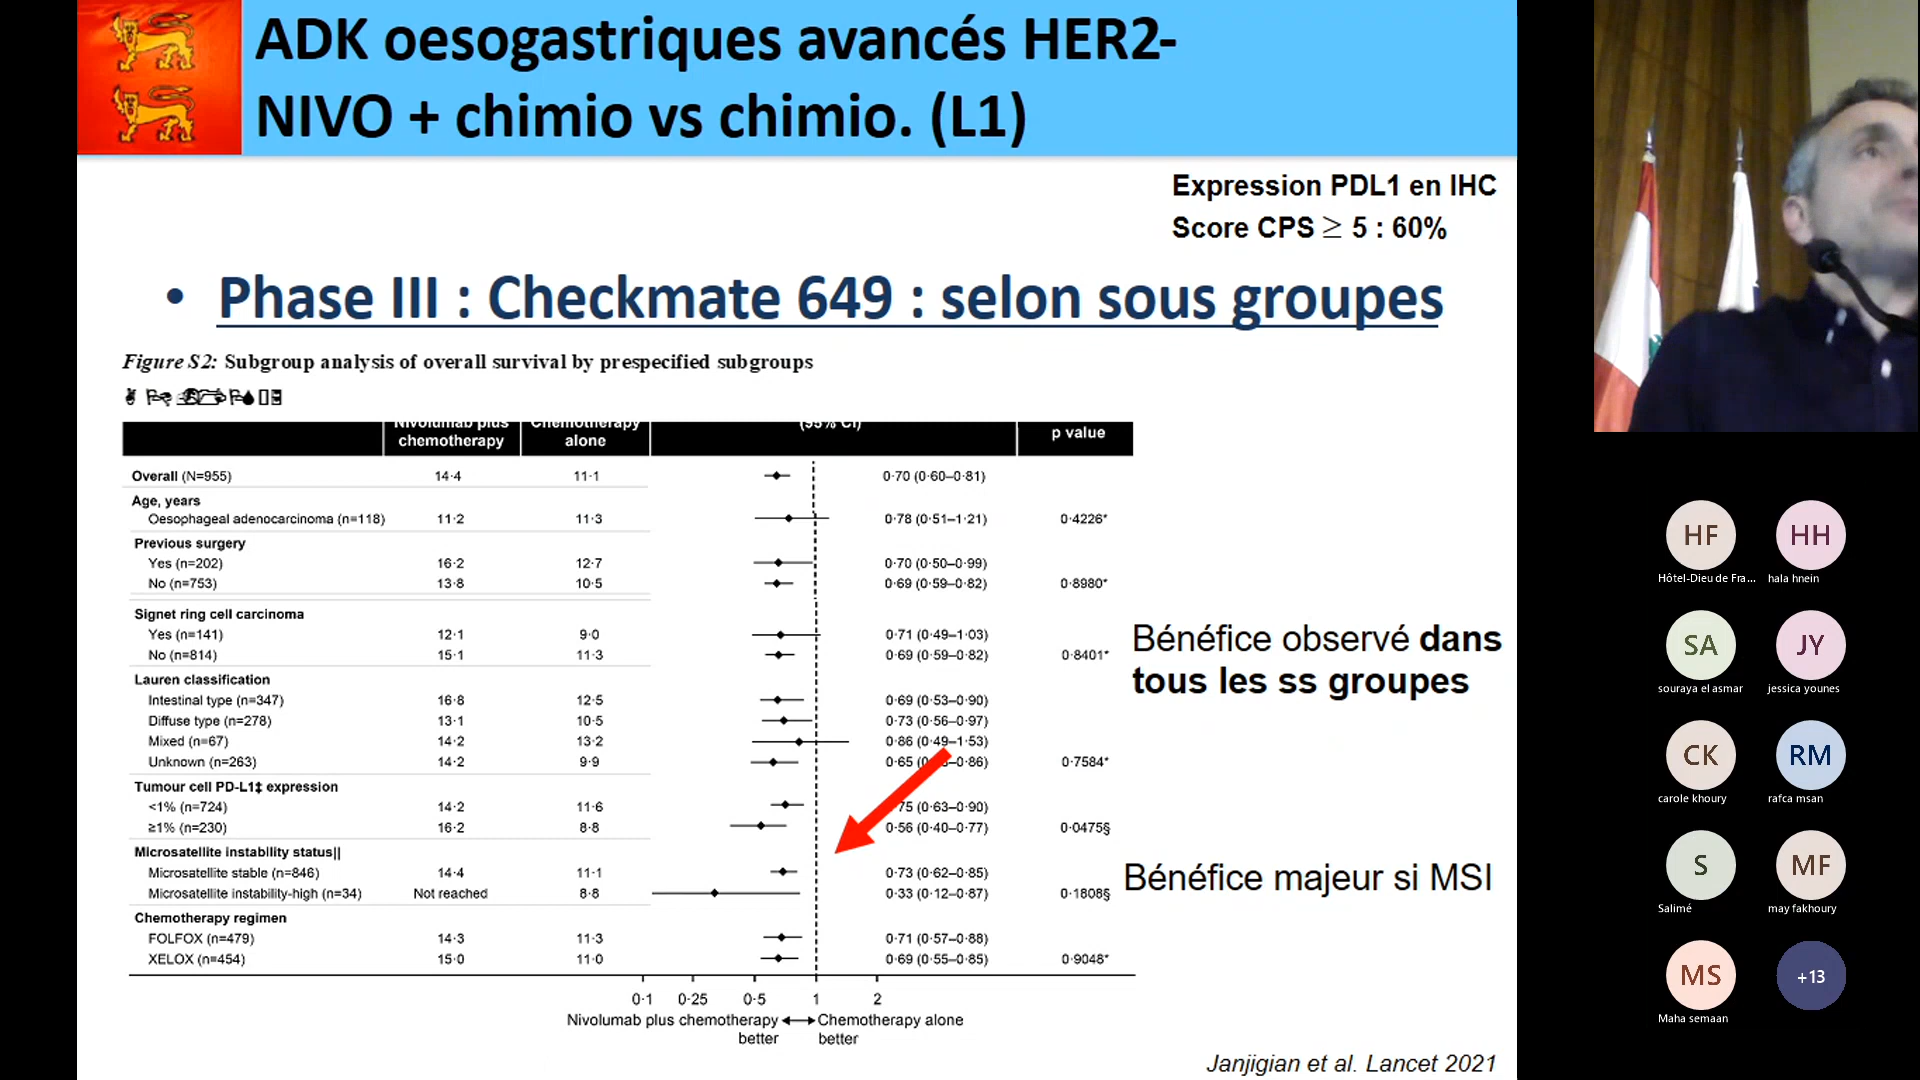 ADK oesogastriques avancés HER2-
NIVO + chimio vs chimio. (L1)
Expression PDL1 en IHC
Score CPS ≥ 5 : 60%
• Phase III : Checkmate 649 : selon sous groupes
Figure S2: Subgroup analysis of overall survival by prespecified subgroups
Nivolumab plus chemotherapy Chemotherapy alone (95% CI) p value
Overall (N=955) 14·4 11·1 0·70 (0·60–0·81)
Age, years
Oesophageal adenocarcinoma (n=118) 11·2 11·3 0·78 (0·51–1·21) 0·4226*
Previous surgery
Yes (n=202) 16·2 12·7 0·70 (0·50–0·99)
No (n=753) 13·8 10·5 0·69 (0·59–0·82) 0·8980*
Signet ring cell carcinoma
Yes (n=141) 12·1 9·0 0·71 (0·49–1·03)
No (n=814) 15·1 11·3 0·69 (0·59–0·82) 0·8401*
Lauren classification
Intestinal type (n=347) 16·8 12·5 0·69 (0·53–0·90)
Diffuse type (n=278) 13·1 10·5 0·73 (0·56–0·97)
Mixed (n=67) 14·2 13·2 0·86 (0·49–1·53)
Unknown (n=263) 14·2 9·9 0·65 –0·86) 0·7584*
Tumour cell PD-L1‡ expression
<1% (n=724) 14·2 11·6 75 (0·63–0·90)
≥1% (n=230) 16·2 8·8 0·56 (0·40–0·77) 0·0475§
Microsatellite instability status||
Microsatellite stable (n=846) 14·4 11·1 0·73 (0·62–0·85)
Microsatellite instability-high (n=34) Not reached 8·8 0·33 (0·12–0·87) 0·1808§
Chemotherapy regimen
FOLFOX (n=479) 14·3 11·3 0·71 (0·57–0·88)
XELOX (n=454) 15·0 11·0 0·69 (0·55–0·85) 0·9048*
0·1 0·25 0·5 1 2
Nivolumab plus chemotherapy better Chemotherapy alone better
Bénéfice observé dans
tous les ss groupes
Bénéfice majeur si MSI
Janjigian et al. Lancet 2021
HF HH
Hôtel-Dieu de Fra... hala hnein
SA JY
souraya el asmar jessica younes
CK RM
carole khoury rafca msan
S MF
Salimé may fakhoury
MS +13
Maha semaan